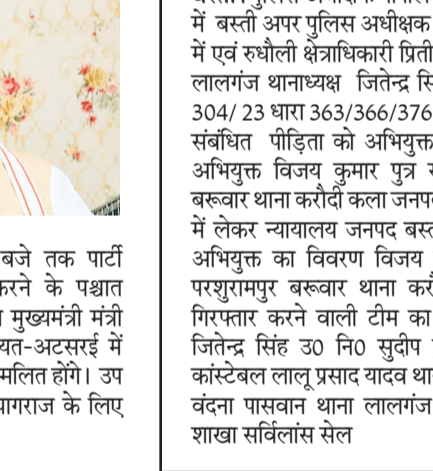 बजे तक पार्टी
करने के पश्चात
मुख्यमंत्री मंत्री
यत-अटसरई में
मलित होंगे। उप
यागराज के लिए
में बस्ती अपर पुलिस अधीक्षक
में एवं रुधौली क्षेत्राधिकारी प्रिती
लालगंज थानाध्यक्ष जितेन्द्र सि
304/ 23 धारा 363/366/376
संबंधित पीड़िता को अभियुक्त
अभियुक्त विजय कुमार पुत्र
बरूवार थाना करौदी कला जनप
में लेकर न्यायालय जनपद बस्
अभियुक्त का विवरण विजय
परशुरामपुर बरूवार थाना करौ
गिरफ्तार करने वाली टीम का
जितेन्द्र सिंह उ0 नि0 सुदीप
कांस्टेबल लालू प्रसाद यादव था
वंदना पासवान थाना लालगंज
शाखा सर्विलांस सेल